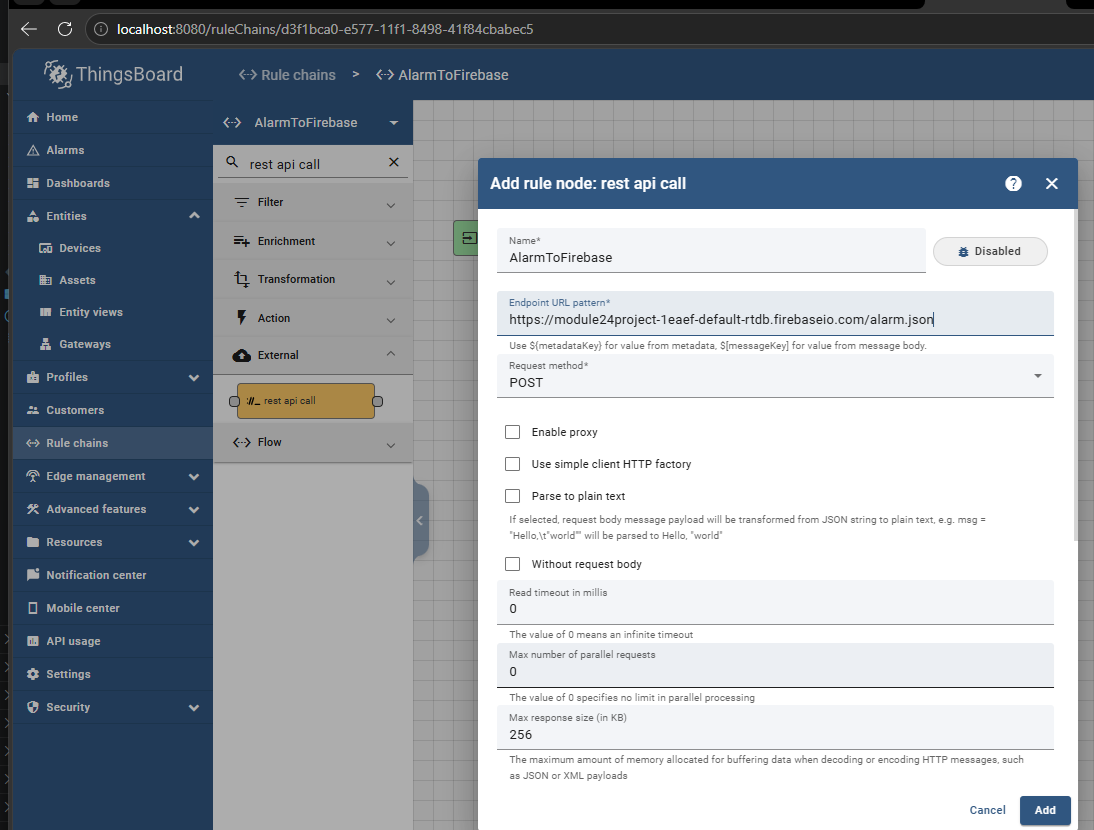 localhost:8080/ruleChains/d3f1bca0-e577-11f1-8498-41f84cbabec5
ThingsBoard
Rule chains > AlarmToFirebase
Home
Alarms
Dashboards
Entities
Devices
Assets
Entity views
Gateways
Profiles
Customers
Rule chains
Edge management
Advanced features
Resources
Notification center
Mobile center
API usage
Settings
Security
AlarmToFirebase
rest api call
Filter
Enrichment
Transformation
Action
External
rest api call
Flow
Add rule node: rest api call
Name*
AlarmToFirebase
Disabled
Endpoint URL pattern*
https://module24project-1eaef-default-rtdb.firebaseio.com/alarm.json
Use ${metadataKey} for value from metadata, $[messageKey] for value from message body.
Request method*
POST
Enable proxy
Use simple client HTTP factory
Parse to plain text
If selected, request body message payload will be transformed from JSON string to plain text, e.g. msg =
"Hello,\t"world"" will be parsed to Hello, "world"
Without request body
Read timeout in millis
0
The value of 0 means an infinite timeout
Max number of parallel requests
0
The value of 0 specifies no limit in parallel processing
Max response size (in KB)
256
The maximum amount of memory allocated for buffering data when decoding or encoding HTTP messages, such
as JSON or XML payloads
Cancel
Add